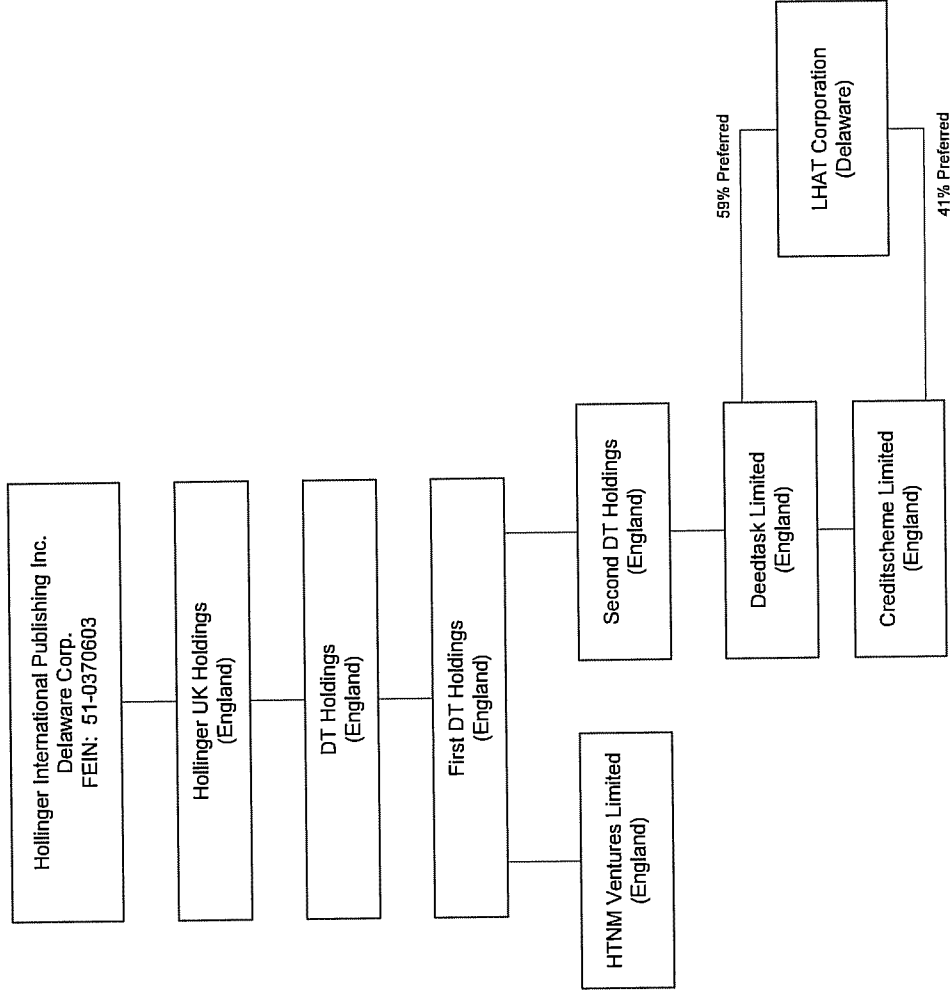 Hollinger International Publishing Inc.
Delaware Corp.
FEIN: 51-0370603
Hollinger UK Holdings
(England)
DT Holdings
(England)
First DT Holdings
(England)
HTNM Ventures Limited
(England)
Second DT Holdings
(England)
Deedtask Limited
(England)
Creditscheme Limited
(England)
59% Preferred
LHAT Corporation
(Delaware)
41% Preferred